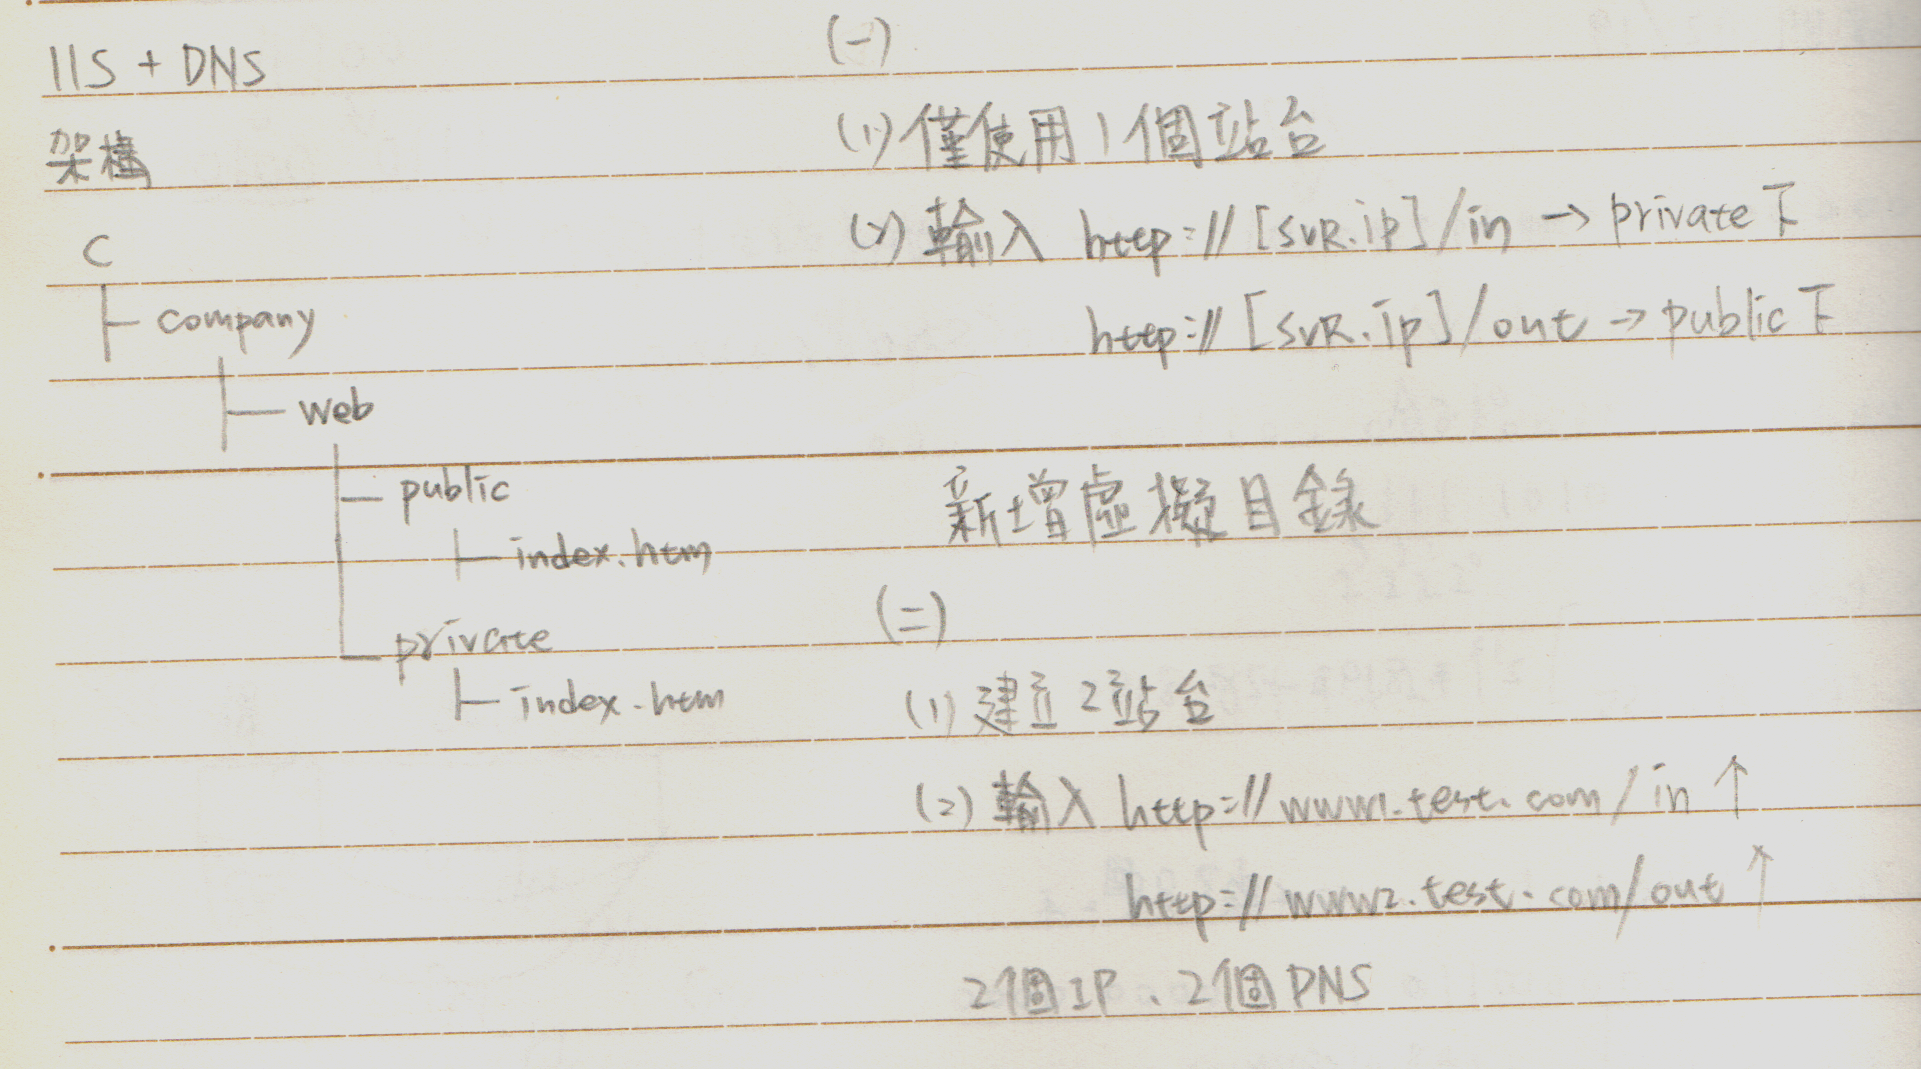 IIS + DNS
架構
C
company
web
public
index.htm
private
index.htm
(一)
(1) 僅使用1個站台
(2) 輸入 http://[SVR.ip]/in → private下
http://[SVR.ip]/out → public下
新增虛擬目錄
(二)
(1) 建立2站台
(2) 輸入 http://www1.test.com/in ↑
http://www2.test.com/out ↑
2個IP、2個DNS